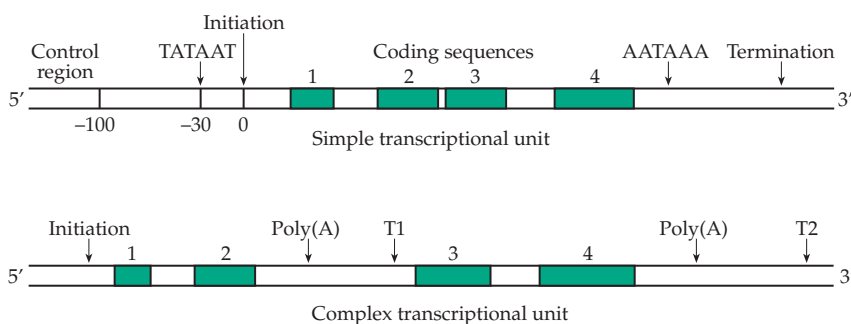 Initiation
Control region TATAAT Coding sequences AATAAA Termination
1 2 3 4
5′ 3′
–100 –30 0
Simple transcriptional unit
Initiation Poly(A) T1 Poly(A) T2
1 2 3 4
5′ 3
Complex transcriptional unit